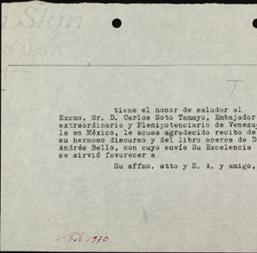 T
tiene el honor de saludar al
Excmo. Sr. D. Carlos Soto Tamayo, Embajador
extraordinario y Plenipotenciario de Venezue
la en México, le acusa agradecido recibo de
su hermoso discurso y del libro acerca de D
Andrés Bello, con cuyo envío Su Excelencia
se sirvió favorecer a
Su affmo. atto y S. A. y amigo,
Feb 1970